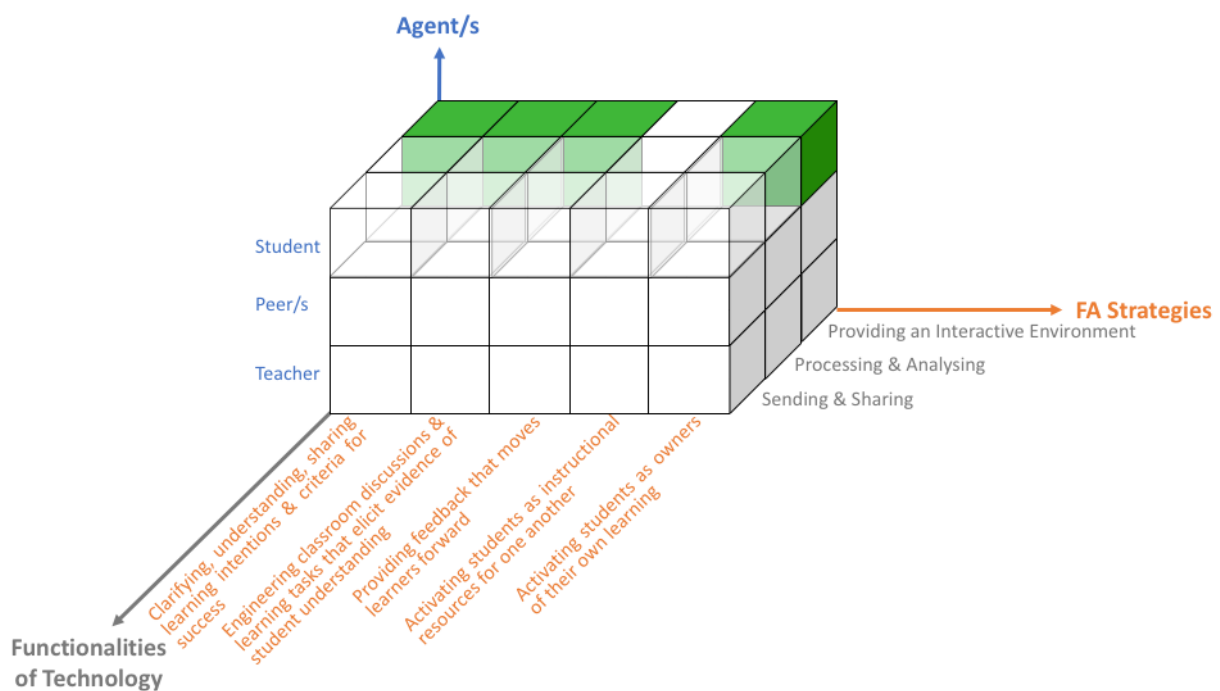 Agent/s
Student
Peer/s
Teacher
FA Strategies
Providing an Interactive Environment
Processing & Analysing
Sending & Sharing
Clarifying, understanding, sharing
learning intentions & criteria for
success
Engineering classroom discussions &
learning tasks that elicit evidence of
student understanding
Providing feedback that moves
learners forward
Activating students as instructional
resources for one another
Activating students as owners
of their own learning
Functionalities
of Technology